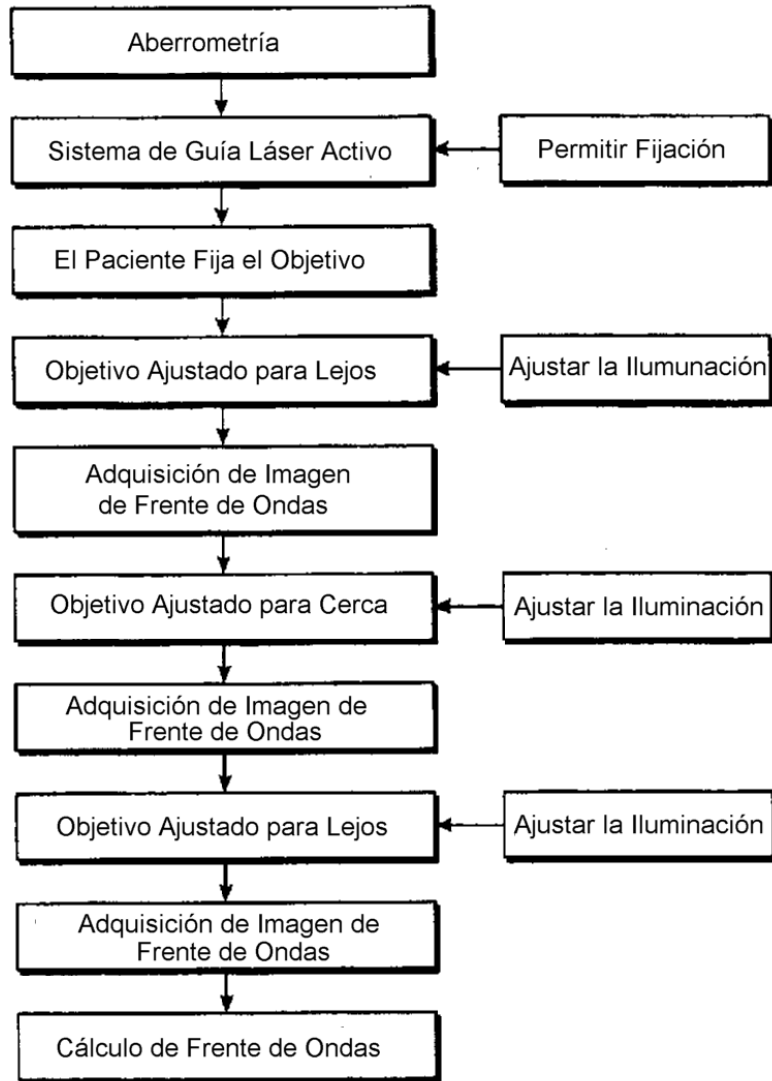 Aberrometría
Sistema de Guía Láser Activo
Permitir Fijación
El Paciente Fija el Objetivo
Objetivo Ajustado para Lejos
Ajustar la Ilumunación
Adquisición de Imagen
de Frente de Ondas
Objetivo Ajustado para Cerca
Ajustar la Iluminación
Adquisición de Imagen de
Frente de Ondas
Objetivo Ajustado para Lejos
Ajustar la Iluminación
Adquisición de Imagen de
Frente de Ondas
Cálculo de Frente de Ondas